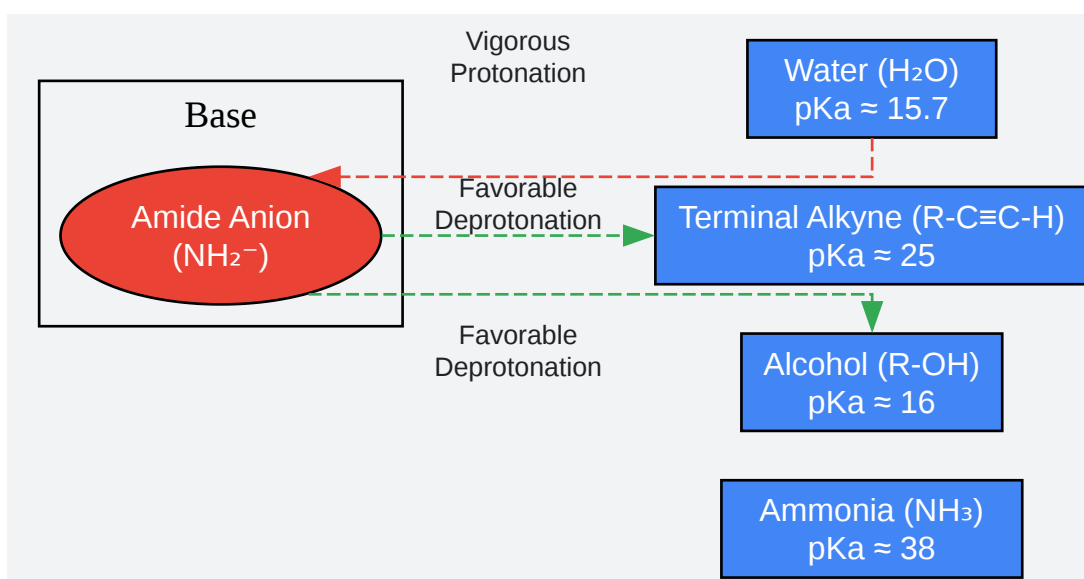 Vigorous
Protonation
Water (H₂O)
pKa ≈ 15.7
Base
Amide Anion
(NH₂⁻)
Favorable
Deprotonation
Terminal Alkyne (R-C≡C-H)
pKa ≈ 25
Favorable
Deprotonation
Alcohol (R-OH)
pKa ≈ 16
Ammonia (NH₃)
pKa ≈ 38